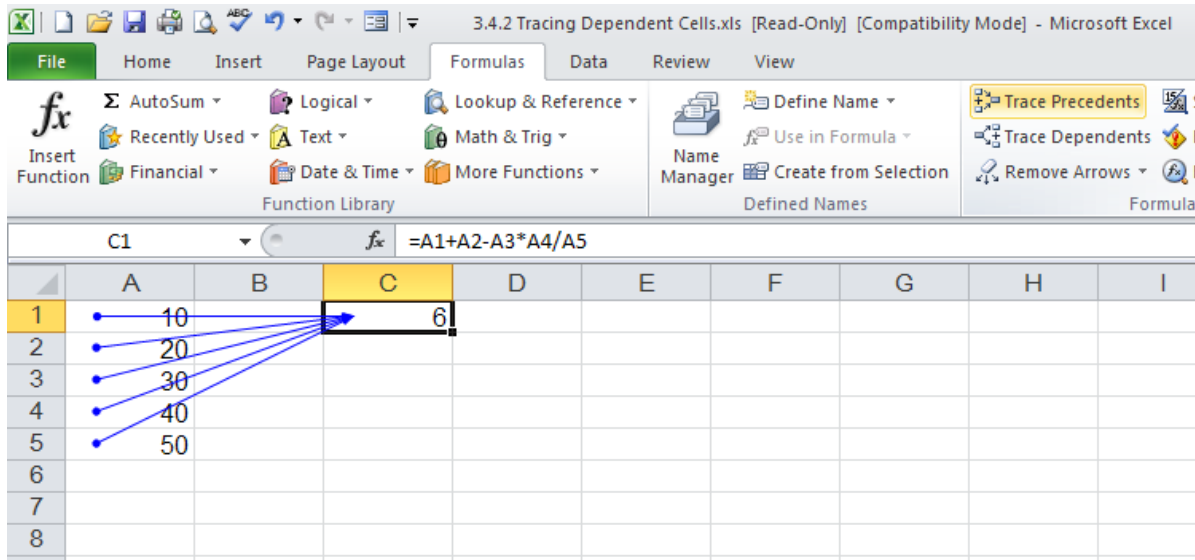 ABC 3.4.2 Tracing Dependent Cells.xls [Read-Only] [Compatibility Mode] - Microsoft Excel
File Home Insert Page Layout Formulas Data Review View
fx Σ AutoSum Logical Lookup & Reference Define Name Trace Precedents
Recently Used A Text θ Math & Trig fx Use in Formula Trace Dependents
Insert Function Financial Date & Time More Functions Name Manager Create from Selection Remove Arrows
Function Library Defined Names Formula
C1 fx =A1+A2-A3*A4/A5
A B C D E F G H I
1 10 6
2 20
3 30
4 40
5 50
6
7
8